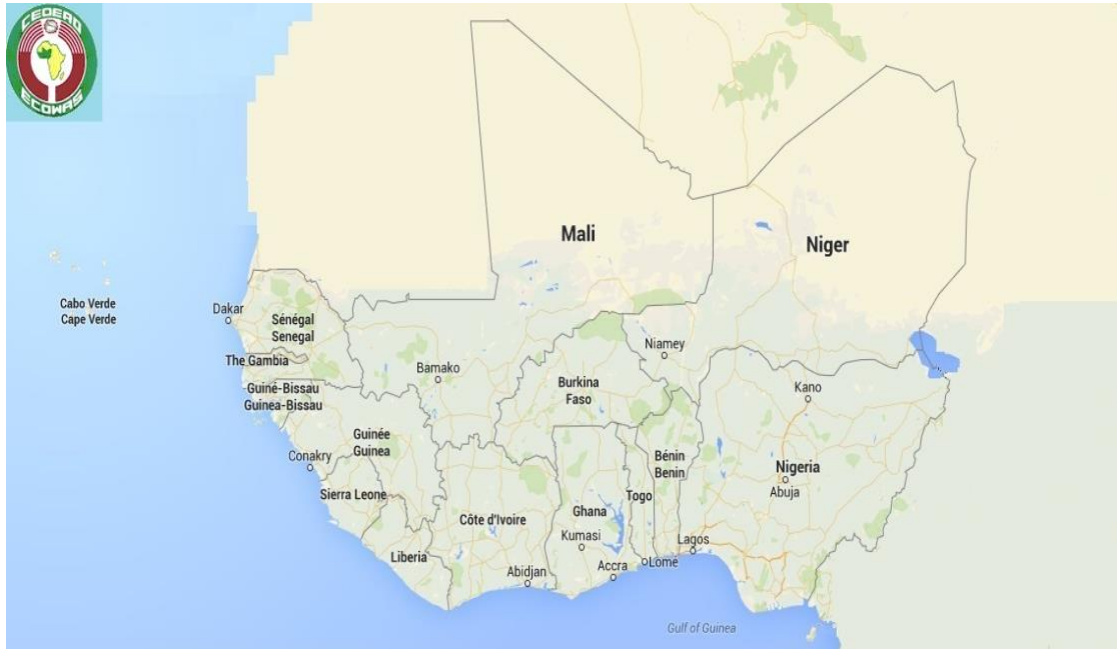 CEDEAO
ECOWAS
Mali
Niger
Cabo Verde
Cape Verde
Dakar
Sénégal
Senegal
The Gambia
Bamako
Niamey
Guiné-Bissau
Guinea-Bissau
Burkina
Faso
Kano
Guinée
Guinea
Conakry
Bénin
Benin
Nigeria
Abuja
Sierra Leone
Togo
Côte d'Ivoire
Ghana
Kumasi
Lagos
Liberia
Abidjan
Accra
Lome
Gulf of Guinea